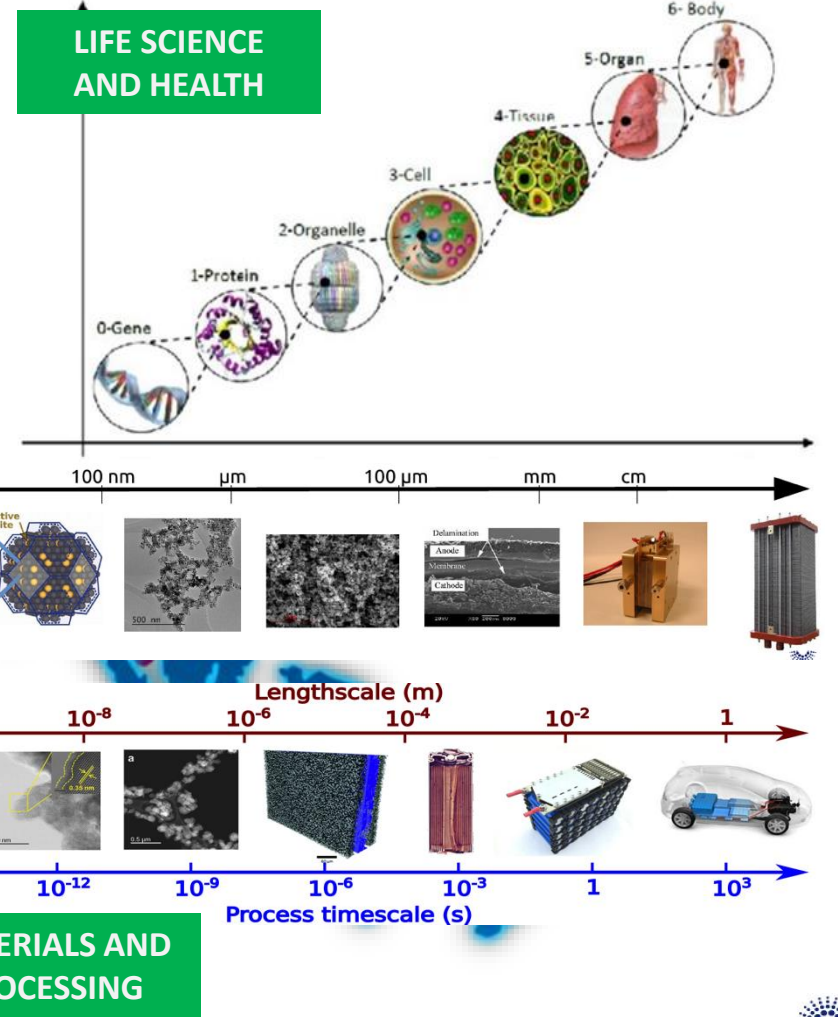 LIFE SCIENCE
AND HEALTH
6- Body
5-Organ
4-Tissue
3-Cell
2-Organelle
1-Protein
0-Gene
100 nm μm 100 μm mm cm
500 nm
Delamination
Anode
Membrane
Cathode
Lengthscale (m)
10-8 10-6 10-4 10-2 1
0.35 nm
a
0.5 μm
10-12 10-9 10-6 10-3 1 103
Process timescale (s)
ERIALS AND
OCESSING